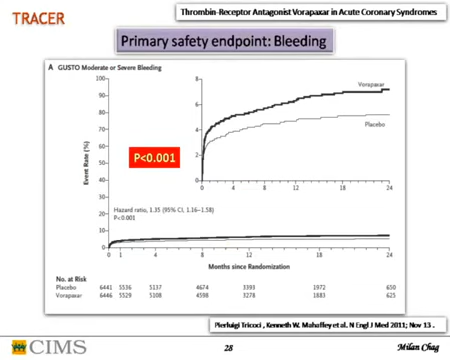 TRACER
Thrombin-Receptor Antagonist Vorapaxar in Acute Coronary Syndromes
Primary safety endpoint: Bleeding
A GUSTO Moderate or Severe Bleeding
Event Rate (%)
100
90
80
70
60
50
40
30
20
10
0
8
6
4
2
0
Vorapaxar
Placebo
0 4 8 12 18 24
P<0.001
Hazard ratio, 1.35 (95% CI, 1.16–1.58)
P<0.001
0 1 4 8 12 18 24
Months since Randomization
No. at Risk
Placebo 6441 5536 5137 4674 3393 1972 650
Vorapaxar 6446 5529 5108 4598 3278 1883 625
Pierluigi Tricoci , Kenneth W. Mahaffey et al. N Engl J Med 2011; Nov 13 .
CIMS
28
Milan Chag